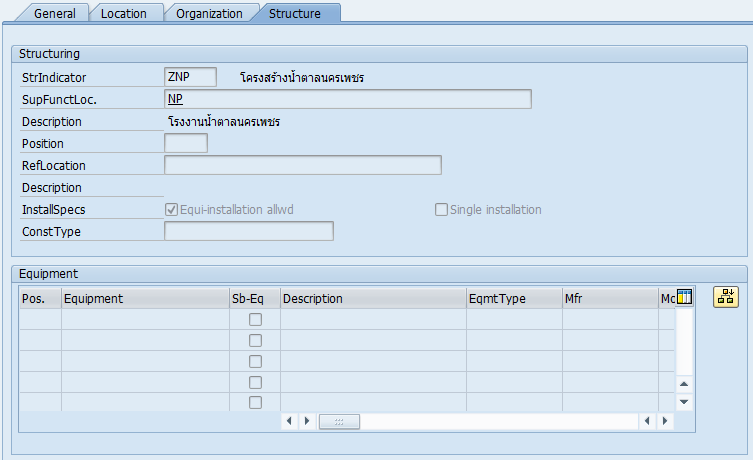 General Location Organization Structure
Structuring
StrIndicator ZNP โครงสร้างน้ำตาลนครเพชร
SupFunctLoc. NP
Description โรงงานน้ำตาลนครเพชร
Position
RefLocation
Description
InstallSpecs Equi-installation allwd Single installation
ConstType
Equipment
Pos. Equipment Sb-Eq Description EqmtType Mfr Mo